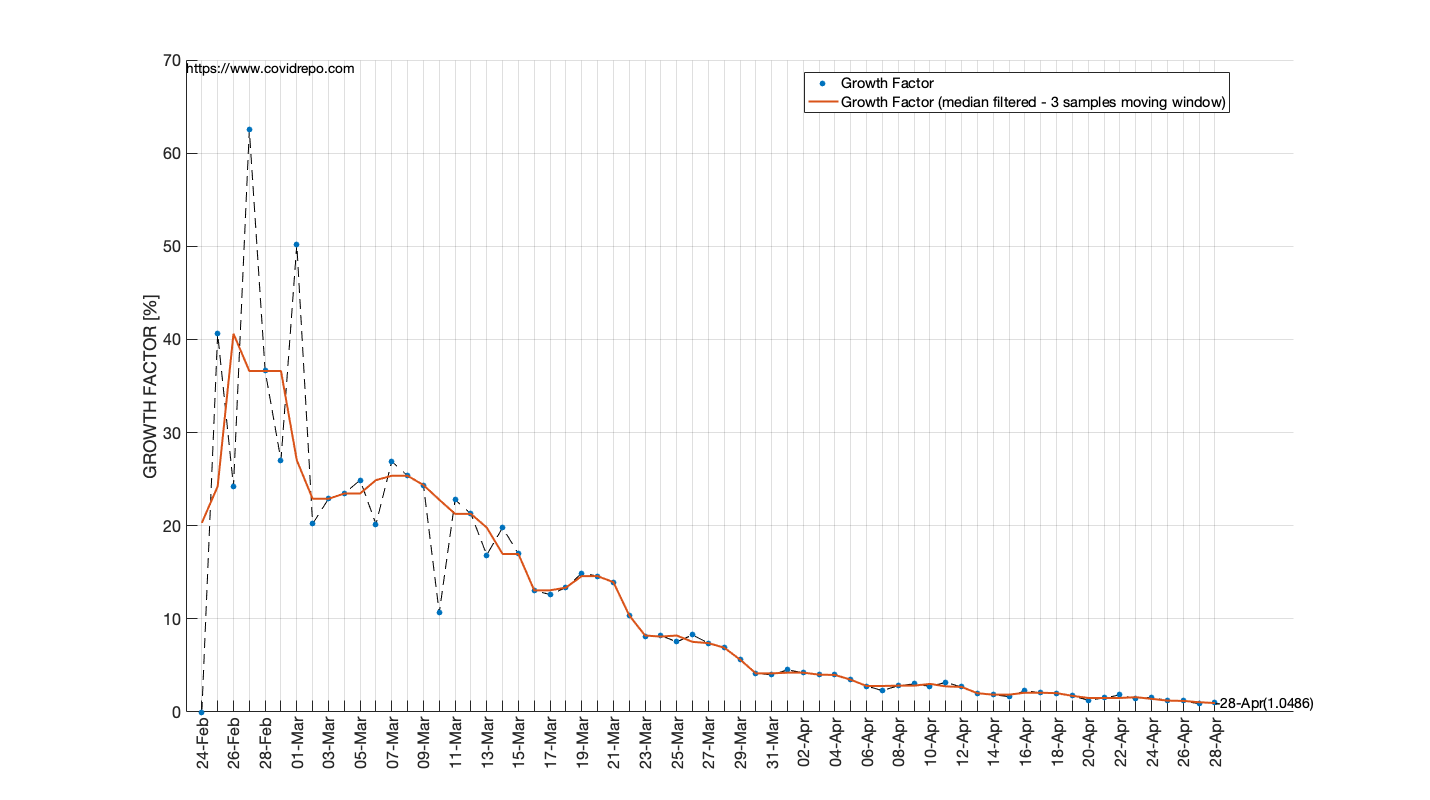 https://www.covidrepo.com
Growth Factor
Growth Factor (median filtered - 3 samples moving window)
GROWTH FACTOR [%]
70
60
50
40
30
20
10
0
28-Apr(1.0486)
24-Feb
26-Feb
28-Feb
01-Mar
03-Mar
05-Mar
07-Mar
09-Mar
11-Mar
13-Mar
15-Mar
17-Mar
19-Mar
21-Mar
23-Mar
25-Mar
27-Mar
29-Mar
31-Mar
02-Apr
04-Apr
06-Apr
08-Apr
10-Apr
12-Apr
14-Apr
16-Apr
18-Apr
20-Apr
22-Apr
24-Apr
26-Apr
28-Apr